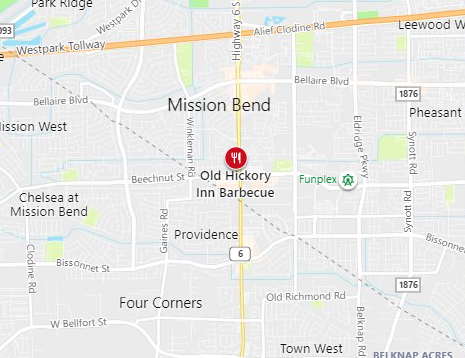 Park Ridge
Westpark Dr
093
Westpark Tollway
Highway 6 S
Alief Clodine Rd
Leewood W
Bellaire Blvd
Bellaire Blvd
1876
Mission Bend
Pheasant
ission West
Winkleman Rd
Eldridge Pkwy
Synott Rd
Old Hickory
Inn Barbecue
Beechnut St
Funplex
Chelsea at
Mission Bend
Gaines Rd
Synott Rd
Providence
6
Bissonnet St
Bissonne
Clodine Rd
1876
Four Corners
Old Richmond Rd
Belknap Rd
W Bellfort St
Town West
BELKNAP ACRES